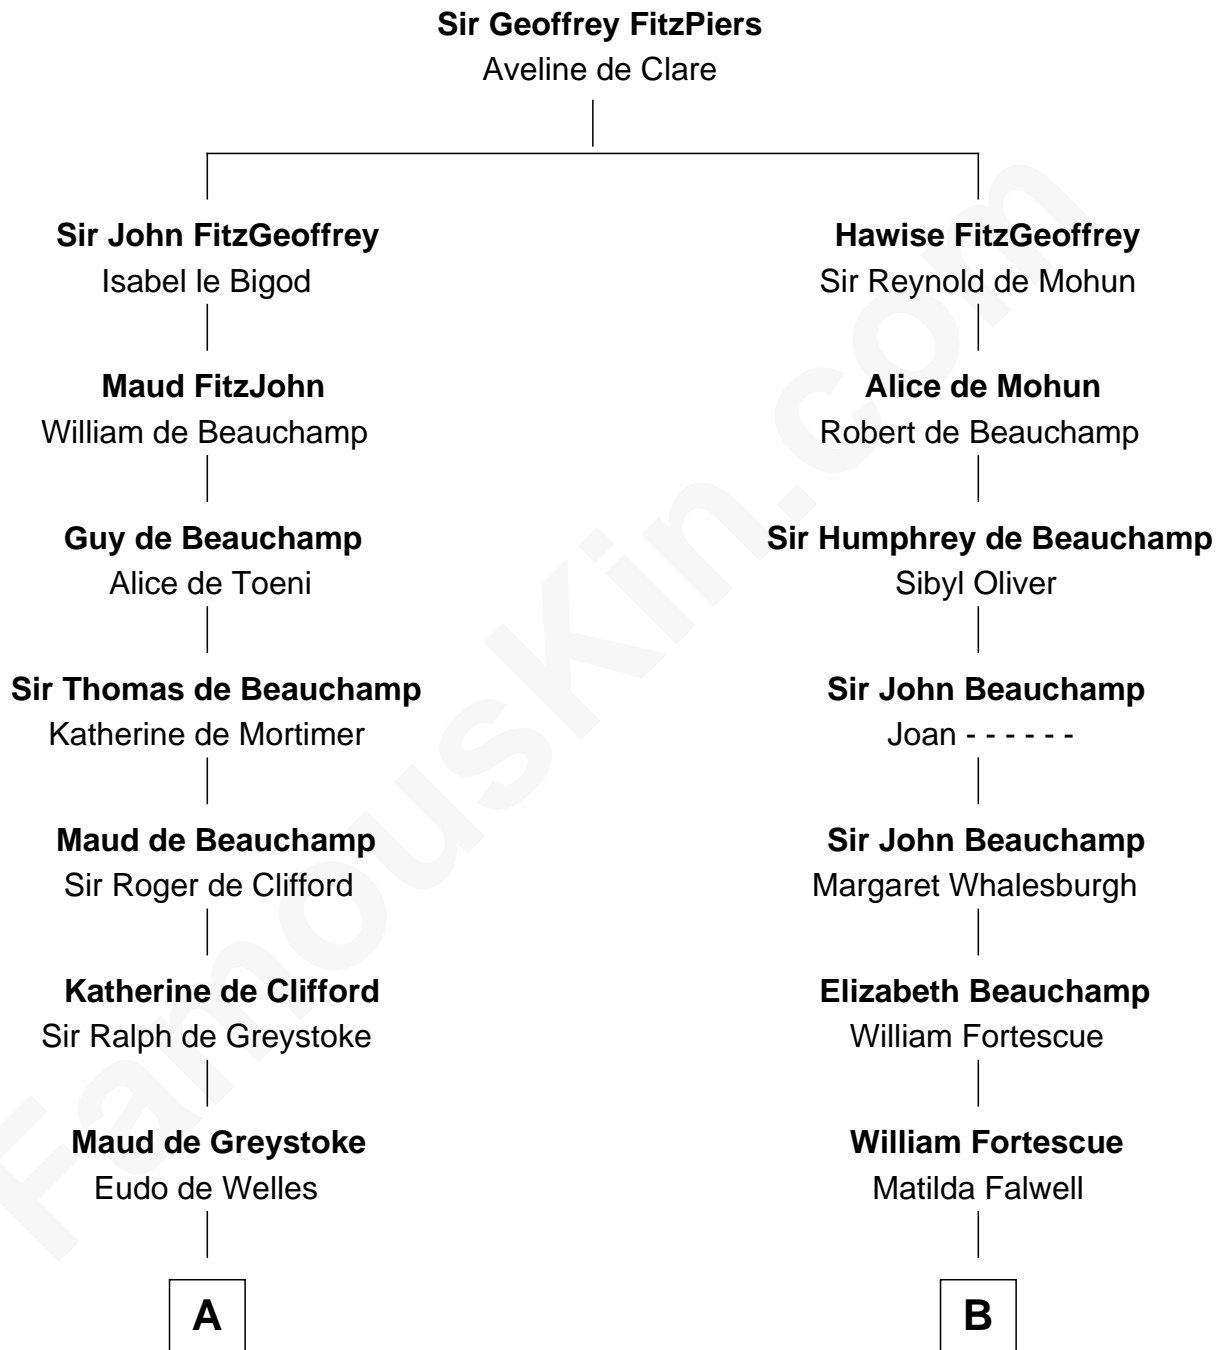 Sir Geoffrey FitzPiers
Aveline de Clare
Sir John FitzGeoffrey
Isabel le Bigod
Hawise FitzGeoffrey
Sir Reynold de Mohun
Maud FitzJohn
William de Beauchamp
Alice de Mohun
Robert de Beauchamp
Guy de Beauchamp
Alice de Toeni
Sir Humphrey de Beauchamp
Sibyl Oliver
Sir Thomas de Beauchamp
Katherine de Mortimer
Sir John Beauchamp
Joan - - - - - -
Maud de Beauchamp
Sir Roger de Clifford
Sir John Beauchamp
Margaret Whalesburgh
Katherine de Clifford
Sir Ralph de Greystoke
Elizabeth Beauchamp
William Fortescue
Maud de Greystoke
Eudo de Welles
William Fortescue
Matilda Falwell
A
B
FamousKin.com